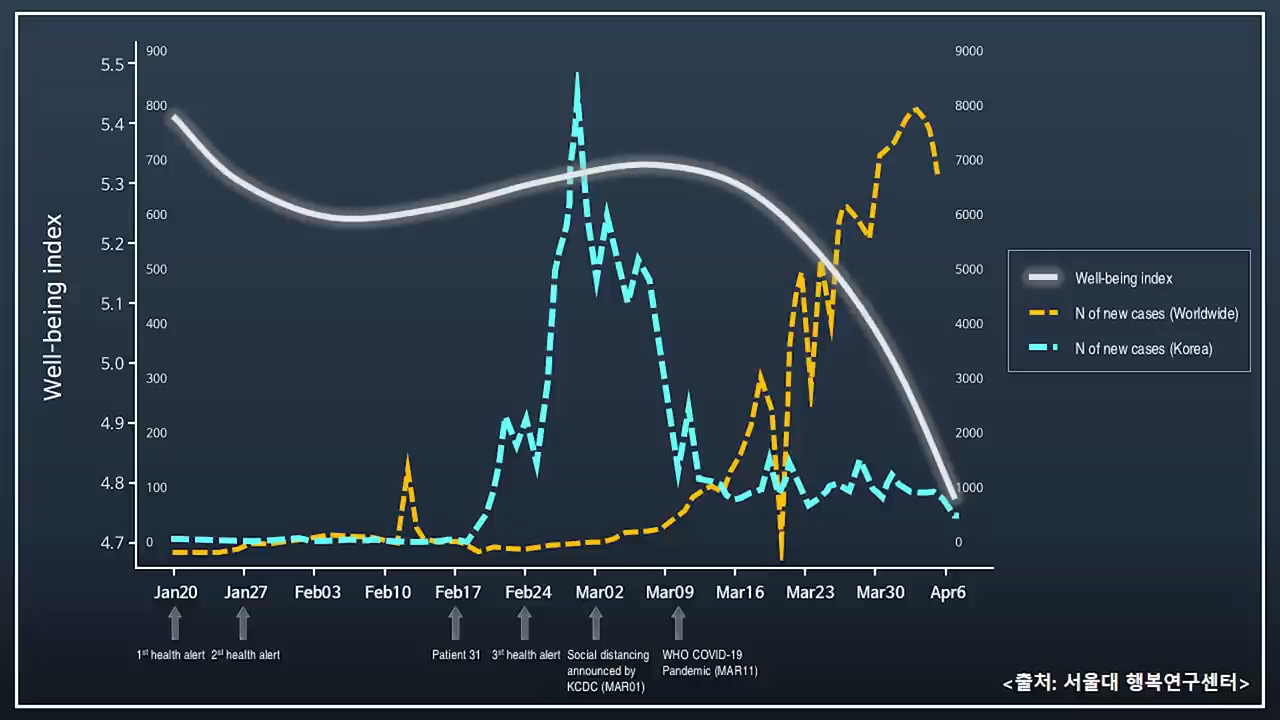 Well-being index
5.5
5.4
5.3
5.2
5.1
5.0
4.9
4.8
4.7
900
800
700
600
500
400
300
200
100
0
9000
8000
7000
6000
5000
4000
3000
2000
1000
0
Well-being index
N of new cases (Worldwide)
N of new cases (Korea)
Jan20 Jan27 Feb03 Feb10 Feb17 Feb24 Mar02 Mar09 Mar16 Mar23 Mar30 Apr6
1st health alert
2st health alert
Patient 31
3st health alert
Social distancing
announced by
KCDC (MAR01)
WHO COVID-19
Pandemic (MAR11)
<출처: 서울대 행복연구센터>